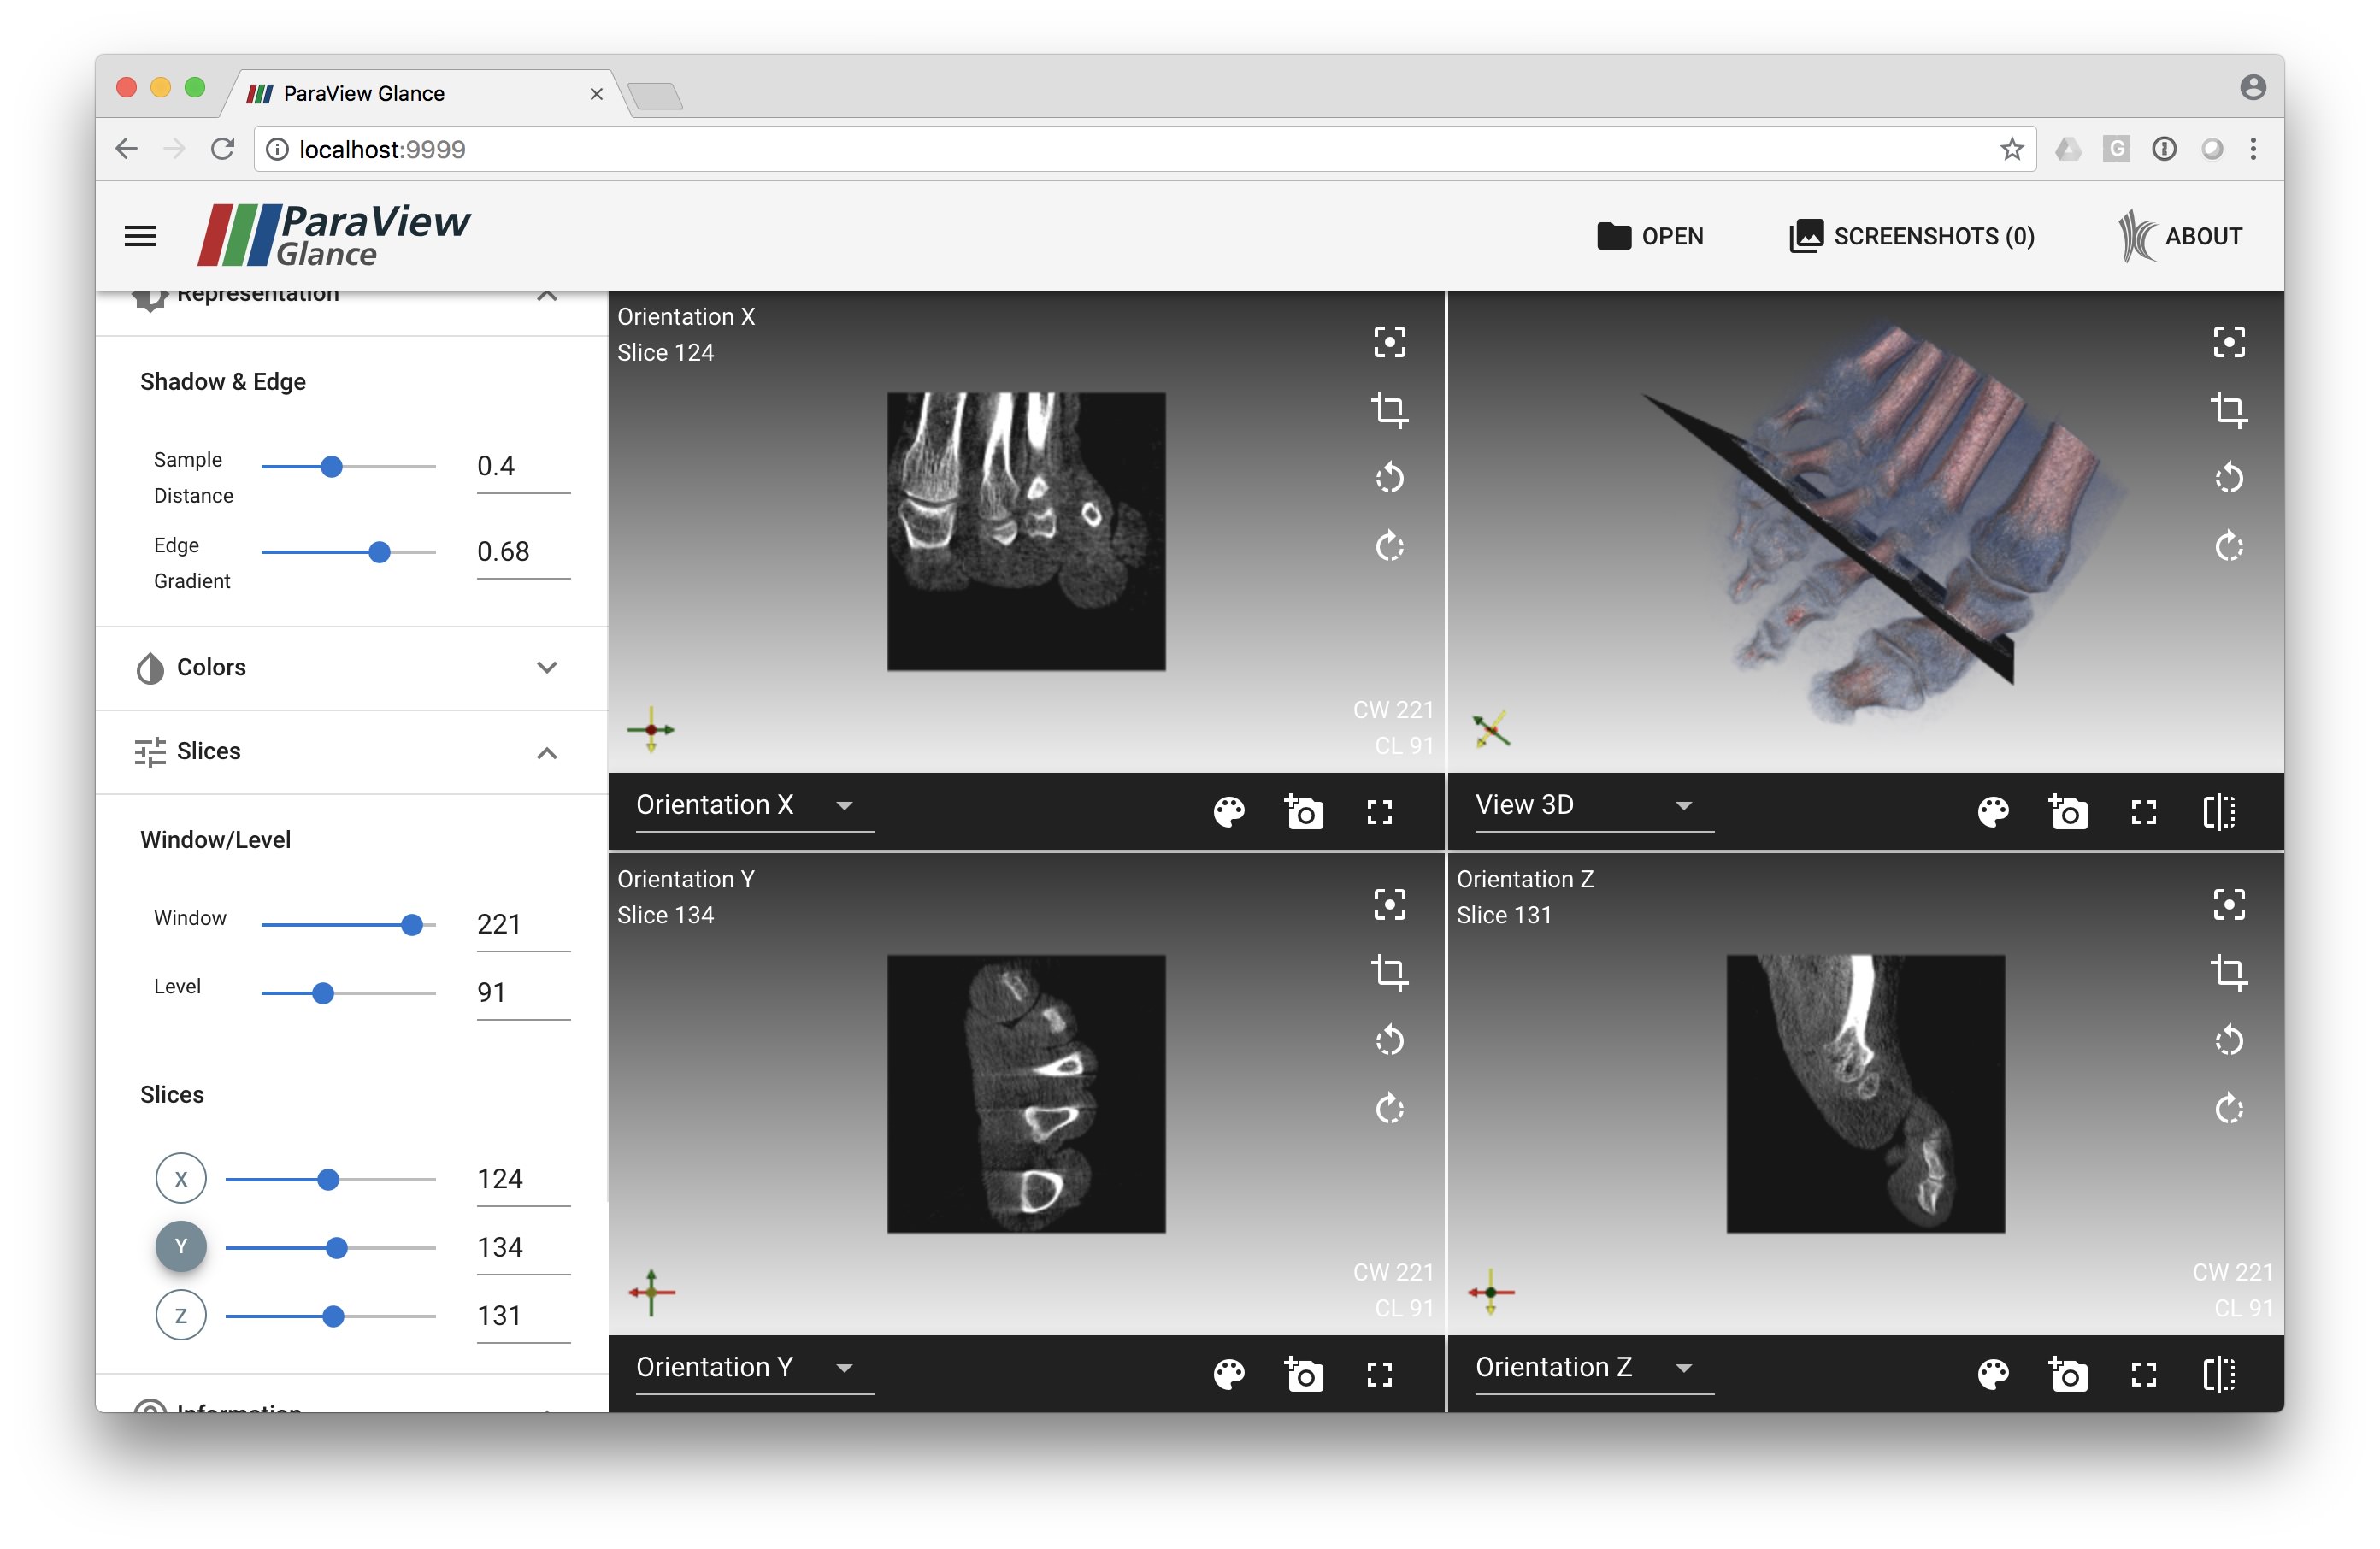 ParaView Glance
localhost:9999
ParaView
Glance
OPEN
SCREENSHOTS (0)
ABOUT
Representation
Shadow & Edge
Sample
Distance
0.4
Edge
Gradient
0.68
Colors
Slices
Window/Level
Window
221
Level
91
Slices
X
124
Y
134
Z
131
Information
Orientation X
Slice 124
CW 221
CL 91
Orientation X
View 3D
Orientation Y
Slice 134
CW 221
CL 91
Orientation Y
Orientation Z
Slice 131
CW 221
CL 91
Orientation Z
G